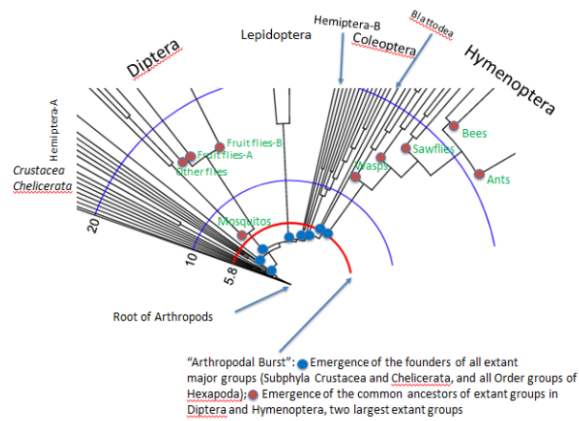 Blattodea
Hemiptera-B
Lepidoptera
Coleoptera
Diptera
Hymenoptera
Hemiptera-A
Crustacea
Chelicerata
Bees
Fruit flies-B
Fruit flies-A
Other flies
Sawflies
Wasps
Ants
Mosquitos
20
10
5.8
Root of Arthropods
"Arthropodal Burst": Emergence of the founders of all extant
major groups (Subphyla Crustacea and Chelicerata, and all Order groups of
Hexapoda); Emergence of the common ancestors of extant groups in
Diptera and Hymenoptera, two largest extant groups